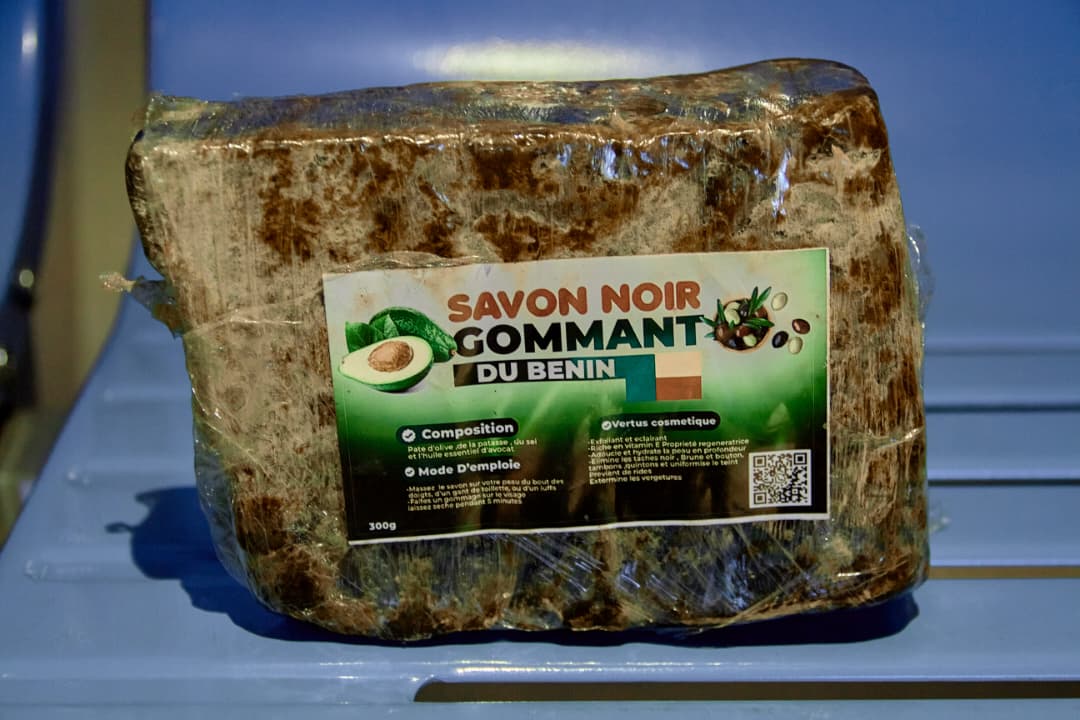 SAVON NOIR
GOMMANT
DU BENIN
Composition
Pate d'olive ,de la patasse , du sel
et l'huile essentiel d'avocat
Mode D'emploie
-Massez le savon sur votre peau du bout des
doigts, d'un gant de toillette, ou d'un luffs
-Faites un gommage sur le visage
laissez seche pendant 5 minutes
300g
Vertus cosmetique
-Exfoliant et eclairant
-Riche en vitamin E Proprieté regeneratrice
-Adoucie et hydrate la peau en profondeur
-Elimine les taches noir , Brune et bouton,
tambons ,quintons et uniformise le teint
Previent de rides
Extermine les vergetures